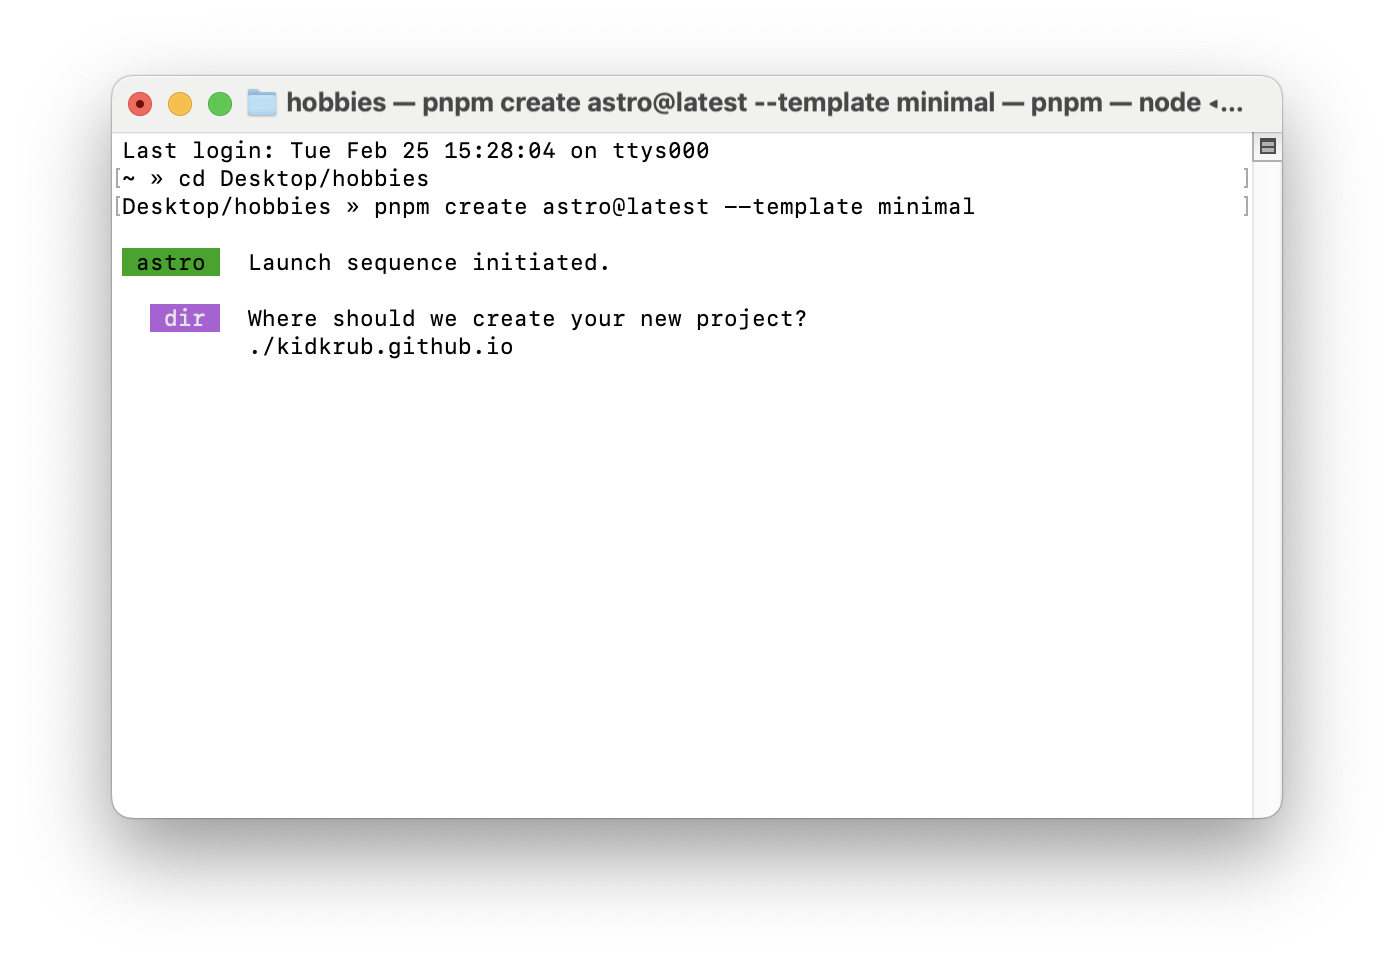 hobbies — pnpm create astro@latest --template minimal — pnpm — node ◂...
Last login: Tue Feb 25 15:28:04 on ttys000
[~ » cd Desktop/hobbies ]
[Desktop/hobbies » pnpm create astro@latest --template minimal ]
astro Launch sequence initiated.
dir Where should we create your new project?
./kidkrub.github.io